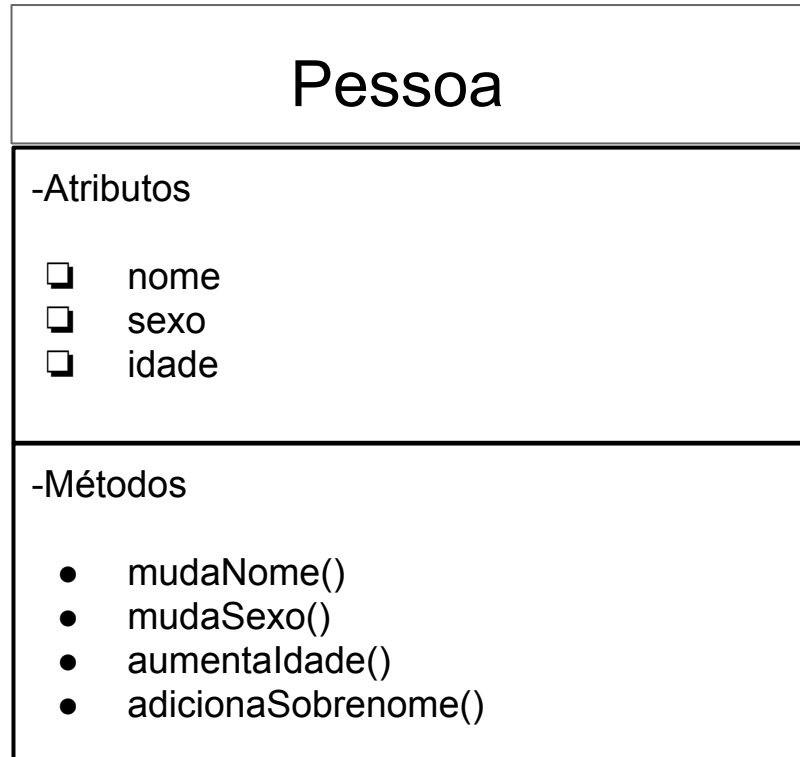 Pessoa
-Atributos
❏ nome
❏ sexo
❏ idade
-Métodos
● mudaNome()
● mudaSexo()
● aumentaIdade()
● adicionaSobrenome()